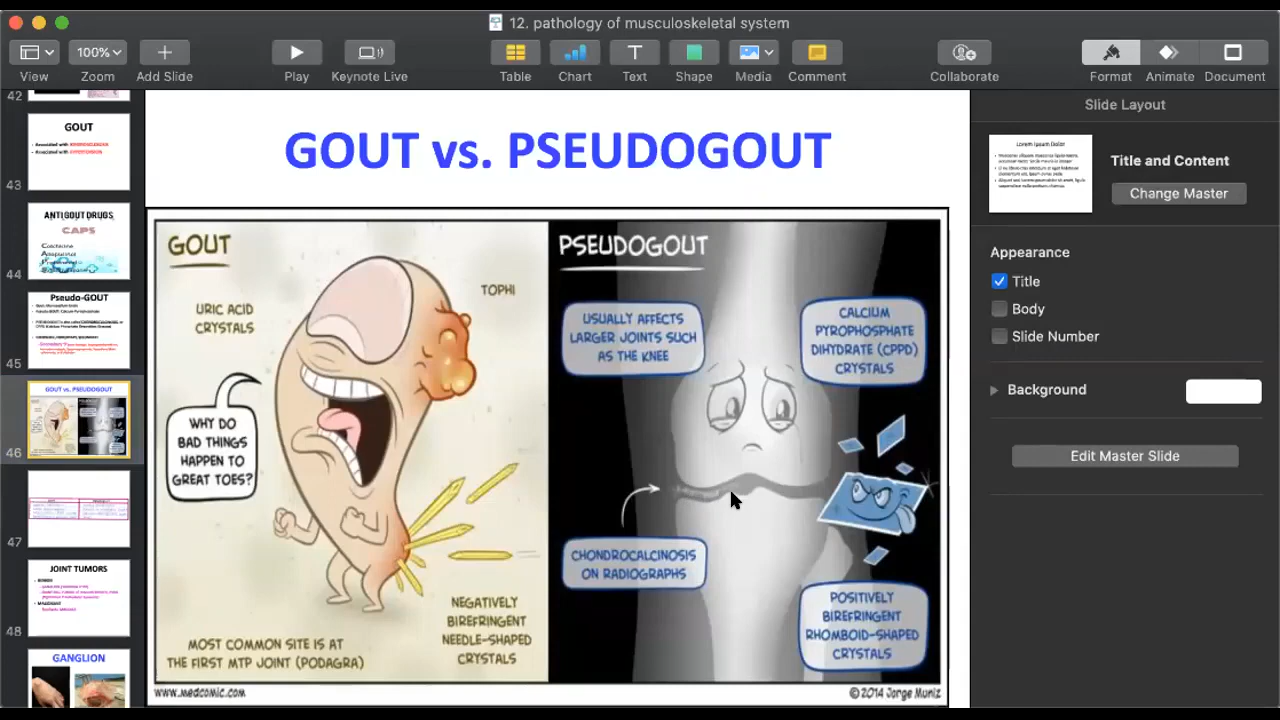 12. pathology of musculoskeletal system
100%
View
Zoom
Add Slide
Play
Keynote Live
Table
Chart
Text
Shape
Media
Comment
Collaborate
Format
Animate
Document
42
GOUT
43
ANTIGOUT DRUGS
CAPS
44
Pseudo-GOUT
45
GOUT vs. PSEUDOGOUT
46
47
JOINT TUMORS
48
GANGLION
GOUT vs. PSEUDOGOUT
GOUT
URIC ACID
CRYSTALS
TOPHI
WHY DO
BAD THINGS
HAPPEN TO
GREAT TOES?
NEGATIVELY
BIREFRINGENT
NEEDLE-SHAPED
CRYSTALS
MOST COMMON SITE IS AT
THE FIRST MTP JOINT (PODAGRA)
www.medcomic.com
PSEUDOGOUT
USUALLY AFFECTS
LARGER JOINTS SUCH
AS THE KNEE
CALCIUM
PYROPHOSPHATE
DIHYDRATE (CPPD)
CRYSTALS
CHONDROCALCINOSIS
ON RADIOGRAPHS
POSITIVELY
BIREFRINGENT
RHOMBOID-SHAPED
CRYSTALS
© 2014 Jorge Muniz
Slide Layout
Lorem Ipsum Dolor
Title and Content
Change Master
Appearance
Title
Body
Slide Number
Background
Edit Master Slide